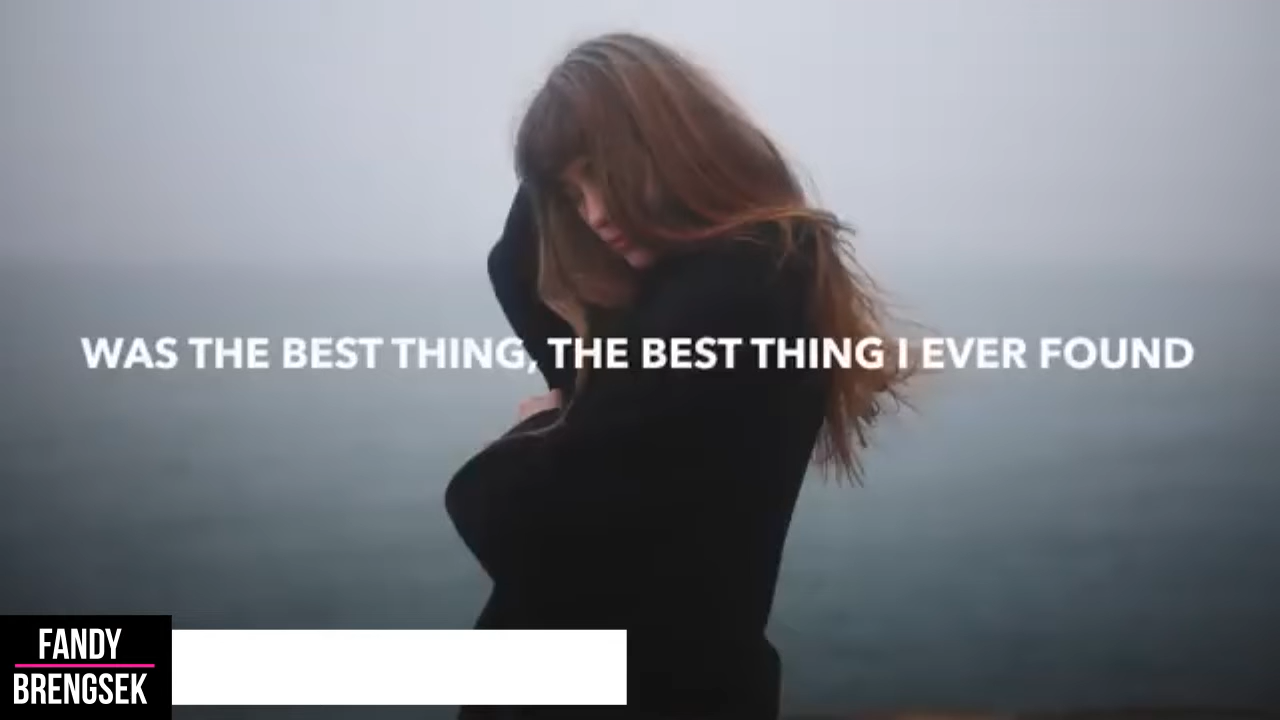 WAS THE BEST THING, THE BEST THING I EVER FOUND
FANDY
BRENGSEK